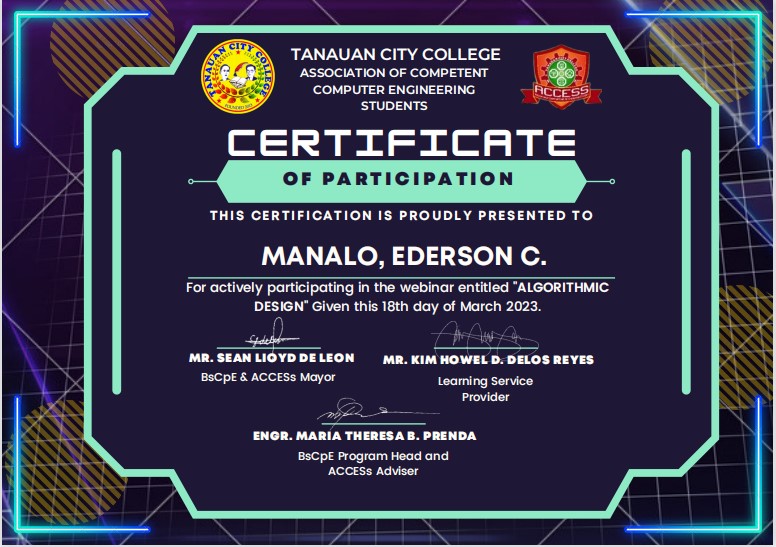 TANAUAN CITY COLLEGE
TANAUAN CITY COLLEGE
ASSOCIATION OF COMPETENT
COMPUTER ENGINEERING
STUDENTS
ACCESS
CERTIFICATE
OF PARTICIPATION
THIS CERTIFICATION IS PROUDLY PRESENTED TO
MANALO, EDERSON C.
For actively participating in the webinar entitled "ALGORITHMIC
DESIGN" Given this 18th day of March 2023.
MR. SEAN LIOYD DE LEON
BsCpE & ACCESs Mayor
MR. KIM HOWEL D. DELOS REYES
Learning Service
Provider
ENGR. MARIA THERESA B. PRENDA
BsCpE Program Head and
ACCESs Adviser